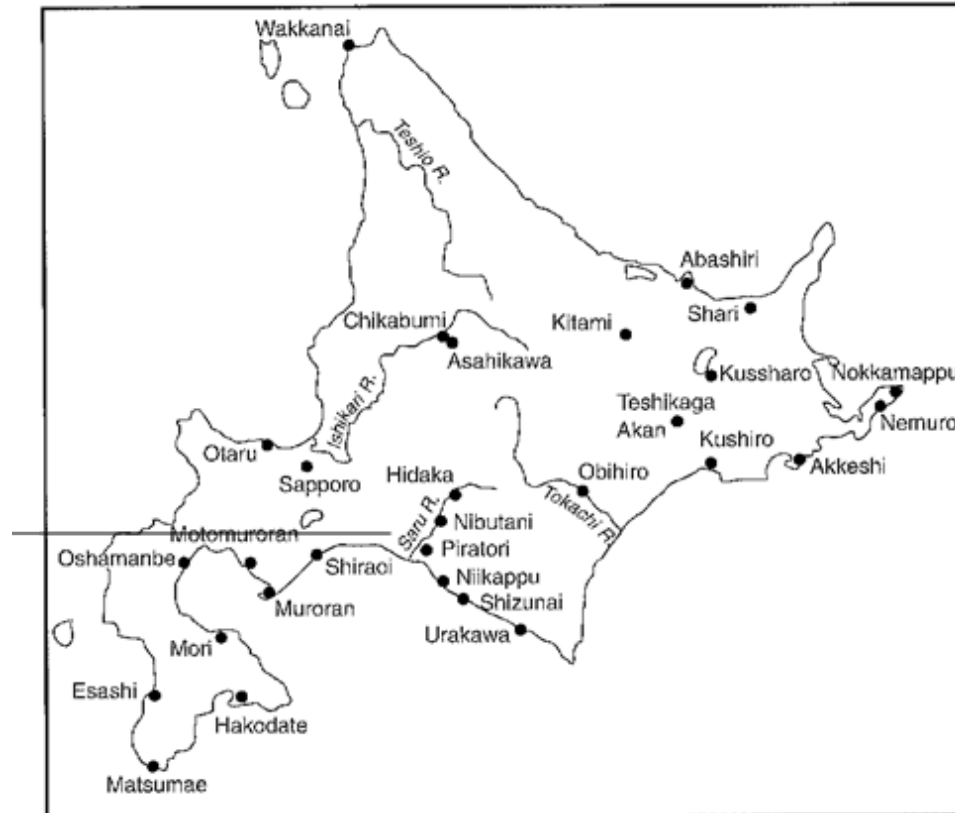 Wakkanai
Teshio R.
Abashiri
Shari
Chikabumi
Kitami
Asahikawa
Kussharo
Nokkamappu
Ishikari R.
Teshikaga
Akan
Nemuro
Otaru
Kushiro
Akkeshi
Sapporo
Hidaka
Obihiro
Tokachi R.
Saru R.
Nibutani
Motomuroran
Oshamanbe
Shiraoi
Piratori
Niikappu
Muroran
Shizunai
Urakawa
Mori
Esashi
Hakodate
Matsumae